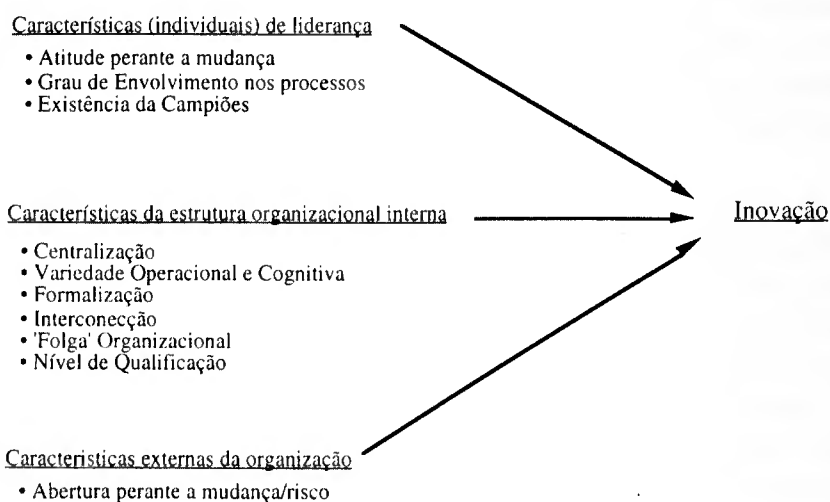 Características (individuais) de liderança
• Atitude perante a mudança
• Grau de Envolvimento nos processos
• Existência da Campiões
Características da estrutura organizacional interna
Inovação
• Centralização
• Variedade Operacional e Cognitiva
• Formalização
• Interconecção
• 'Folga' Organizacional
• Nível de Qualificação
Caracteristicas externas da organização
• Abertura perante a mudança/risco